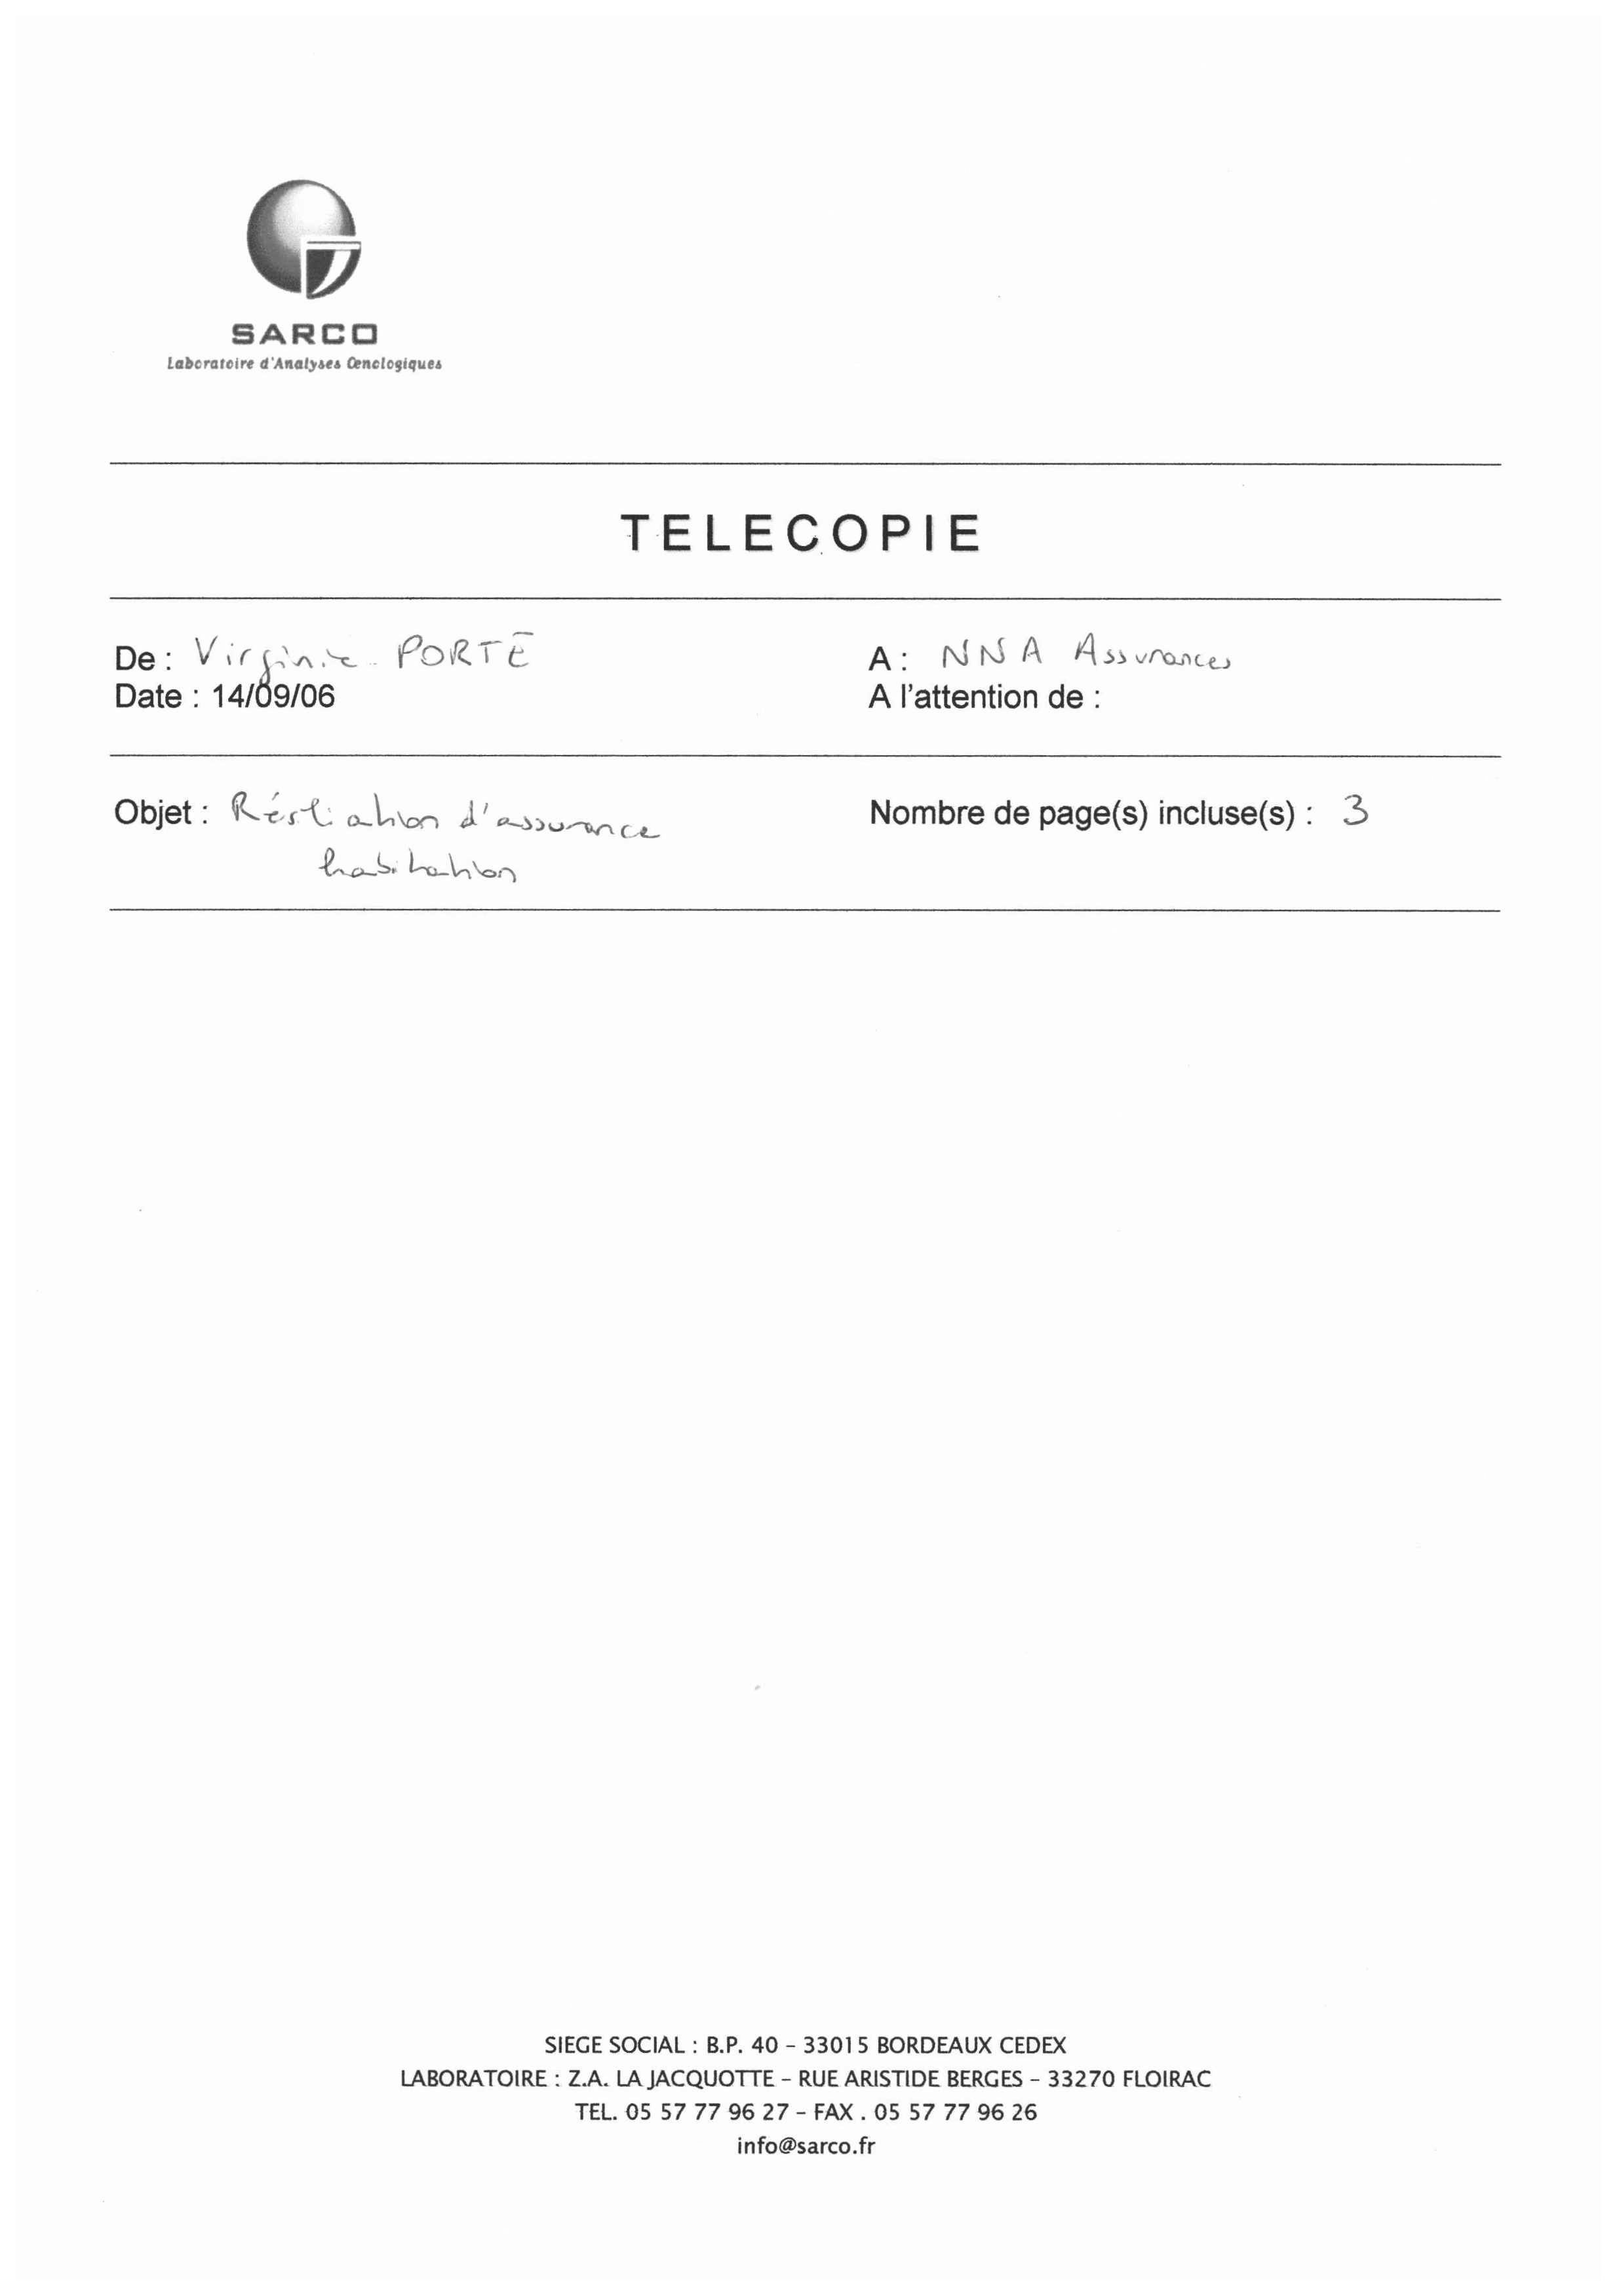 SARCO
Laboratoire d'Analyses Œnologiques
TELECOPIE
De : Virginie PORTÉ
A : NNA Assurances
Date : 14/09/06
A l'attention de :
Objet : Résiliation d'assurance
habitation
Nombre de page(s) incluse(s) : 3
SIEGE SOCIAL : B.P. 40 – 33015 BORDEAUX CEDEX
LABORATOIRE : Z.A. LA JACQUOTTE – RUE ARISTIDE BERGES – 33270 FLOIRAC
TEL. 05 57 77 96 27 – FAX . 05 57 77 96 26
info@sarco.fr